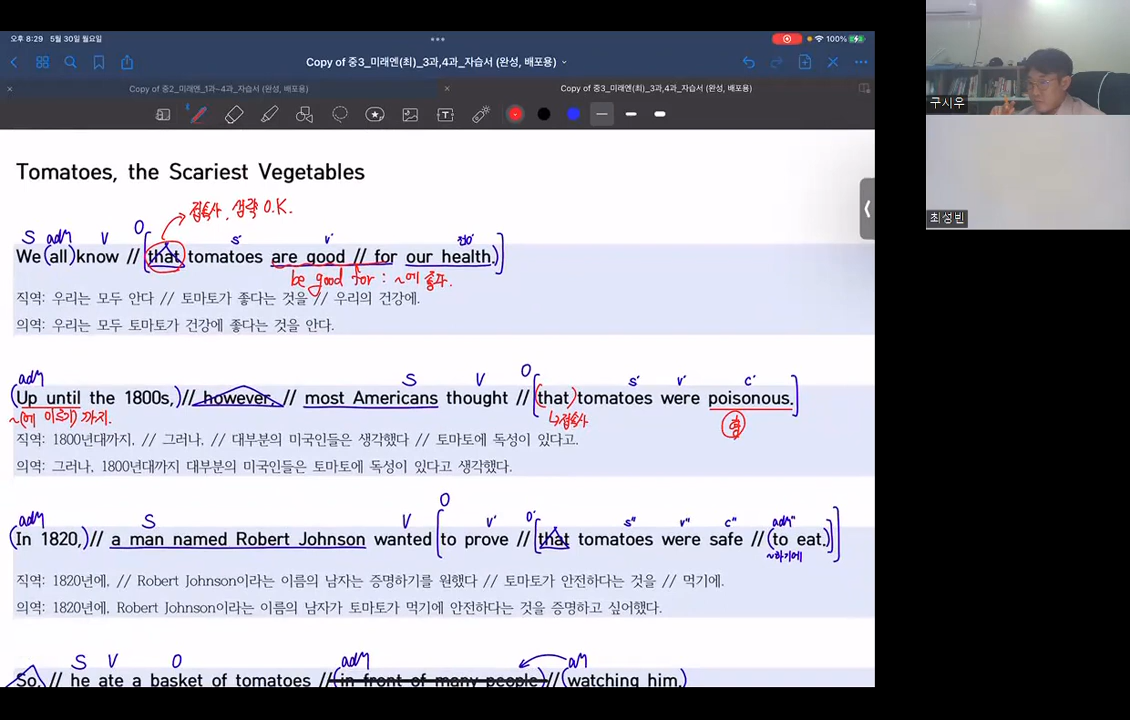 오후 8:29 5월 30일 월요일
100%
Copy of 중3_미래엔(최)_3과,4과_자습서 (완성, 배포용)
Copy of 중2_미래엔_1과~4과_자습서 (완성, 배포용)
Copy of 중3_미래엔(최)_3과,4과_자습서 (완성, 배포용)
구시우
최성빈
Tomatoes, the Scariest Vegetables
접속사, 생략 O.K.
S adM V O s' v' 전O'
We (all) know // [that tomatoes are good // for our health.)]
be good for : ~에 좋다.
직역: 우리는 모두 안다 // 토마토가 좋다는 것을 // 우리의 건강에.
의역: 우리는 모두 토마토가 건강에 좋다는 것을 안다.
adM S V O s' v' c'
(Up until the 1800s,) // however, // most Americans thought // [(that) tomatoes were poisonous.]
~(에 이르기)까지. 접속사 형
직역: 1800년대까지, // 그러나, // 대부분의 미국인들은 생각했다 // 토마토에 독성이 있다고.
의역: 그러나, 1800년대까지 대부분의 미국인들은 토마토에 독성이 있다고 생각했다.
adM S V O v' o' s" v" c" adM"
(In 1820,) // a man named Robert Johnson wanted [to prove // [that tomatoes were safe // (to eat.)]]
~하기에
직역: 1820년에, // Robert Johnson이라는 이름의 남자는 증명하기를 원했다 // 토마토가 안전하다는 것을 // 먹기에.
의역: 1820년에, Robert Johnson이라는 이름의 남자가 토마토가 먹기에 안전하다는 것을 증명하고 싶어했다.
S V O adM aM
So, // he ate a basket of tomatoes // (in front of many people) // (watching him.)